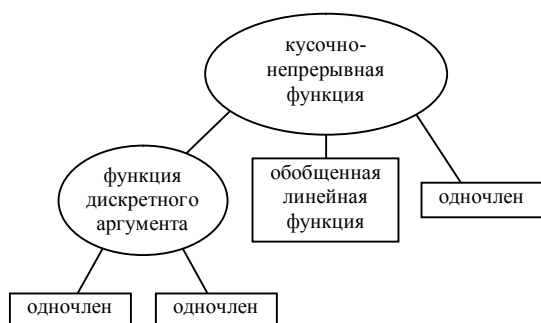 кусочно-
непрерывная
функция
функция
дискретного
аргумента
обобщенная
линейная
функция
одночлен
одночлен
одночлен